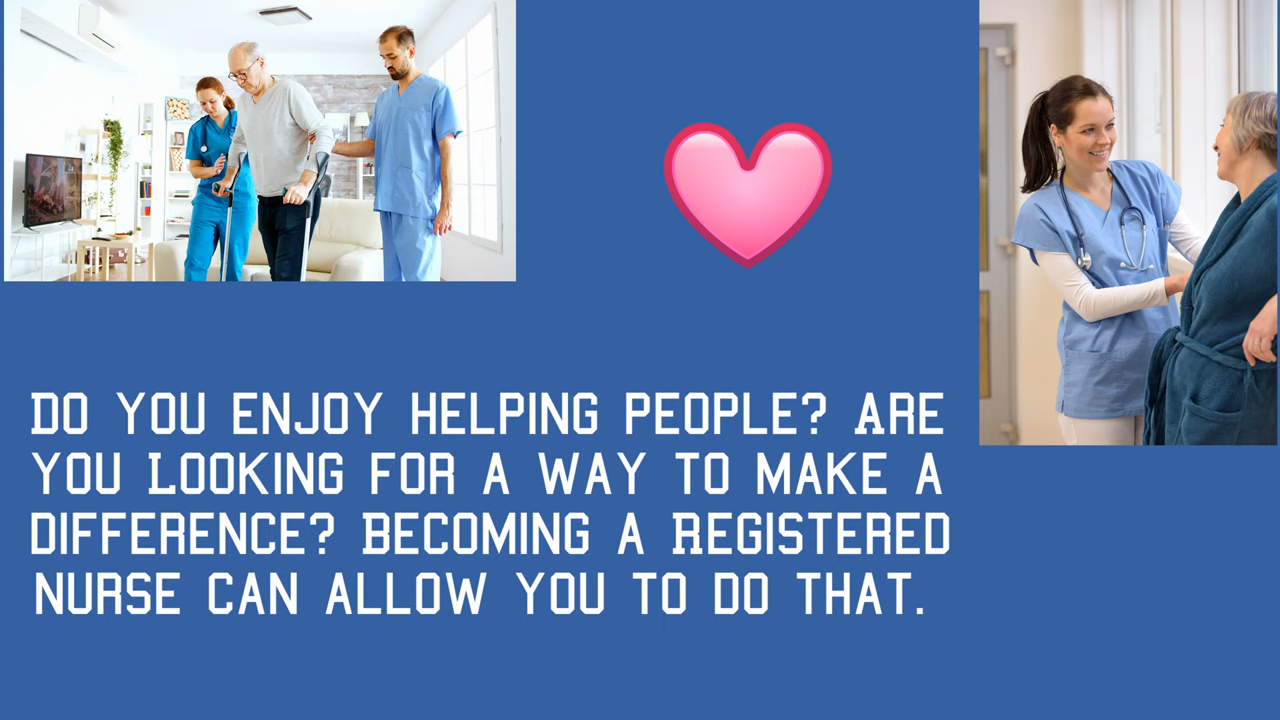 DO YOU ENJOY HELPING PEOPLE? ARE
YOU LOOKING FOR A WAY TO MAKE A
DIFFERENCE? BECOMING A REGISTERED
NURSE CAN ALLOW YOU TO DO THAT.